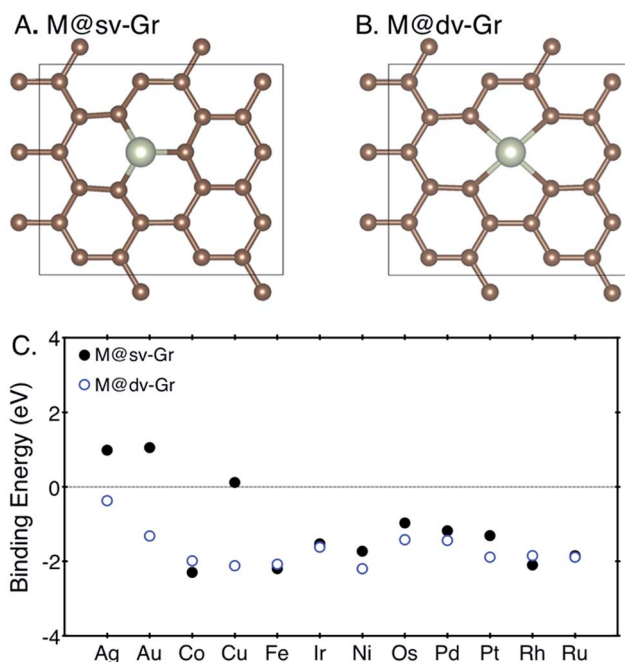 A. M@sv-Gr
B. M@dv-Gr
C.
M@sv-Gr
M@dv-Gr
Binding Energy (eV)
4
2
0
-2
-4
Ag Au Co Cu Fe Ir Ni Os Pd Pt Rh Ru